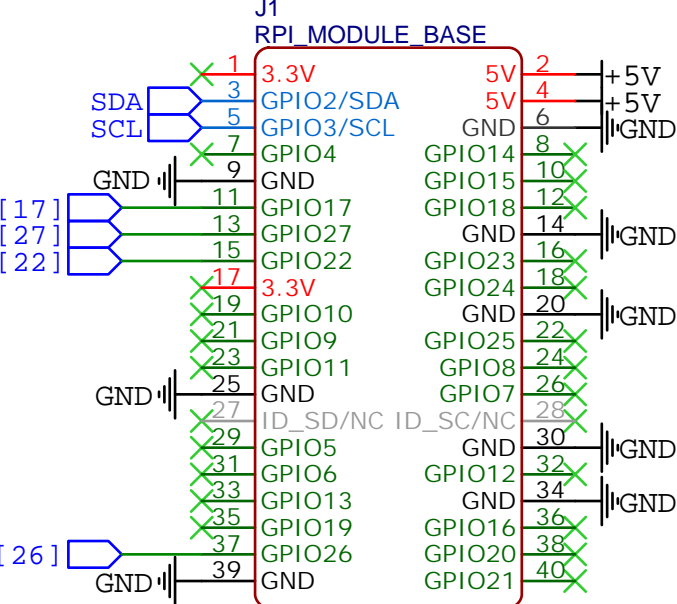 J1
RPI_MODULE_BASE
1 3.3V 5V 2 +5V
SDA 3 GPIO2/SDA 5V 4 +5V
SCL 5 GPIO3/SCL GND 6 GND
7 GPIO4 GPIO14 8
GND 9 GND GPIO15 10
[17] 11 GPIO17 GPIO18 12
[27] 13 GPIO27 GND 14 GND
[22] 15 GPIO22 GPIO23 16
17 3.3V GPIO24 18
19 GPIO10 GND 20 GND
21 GPIO9 GPIO25 22
23 GPIO11 GPIO8 24
GND 25 GND GPIO7 26
27 ID_SD/NC ID_SC/NC 28
29 GPIO5 GND 30 GND
31 GPIO6 GPIO12 32
33 GPIO13 GND 34 GND
35 GPIO19 GPIO16 36
[26] 37 GPIO26 GPIO20 38
GND 39 GND GPIO21 40